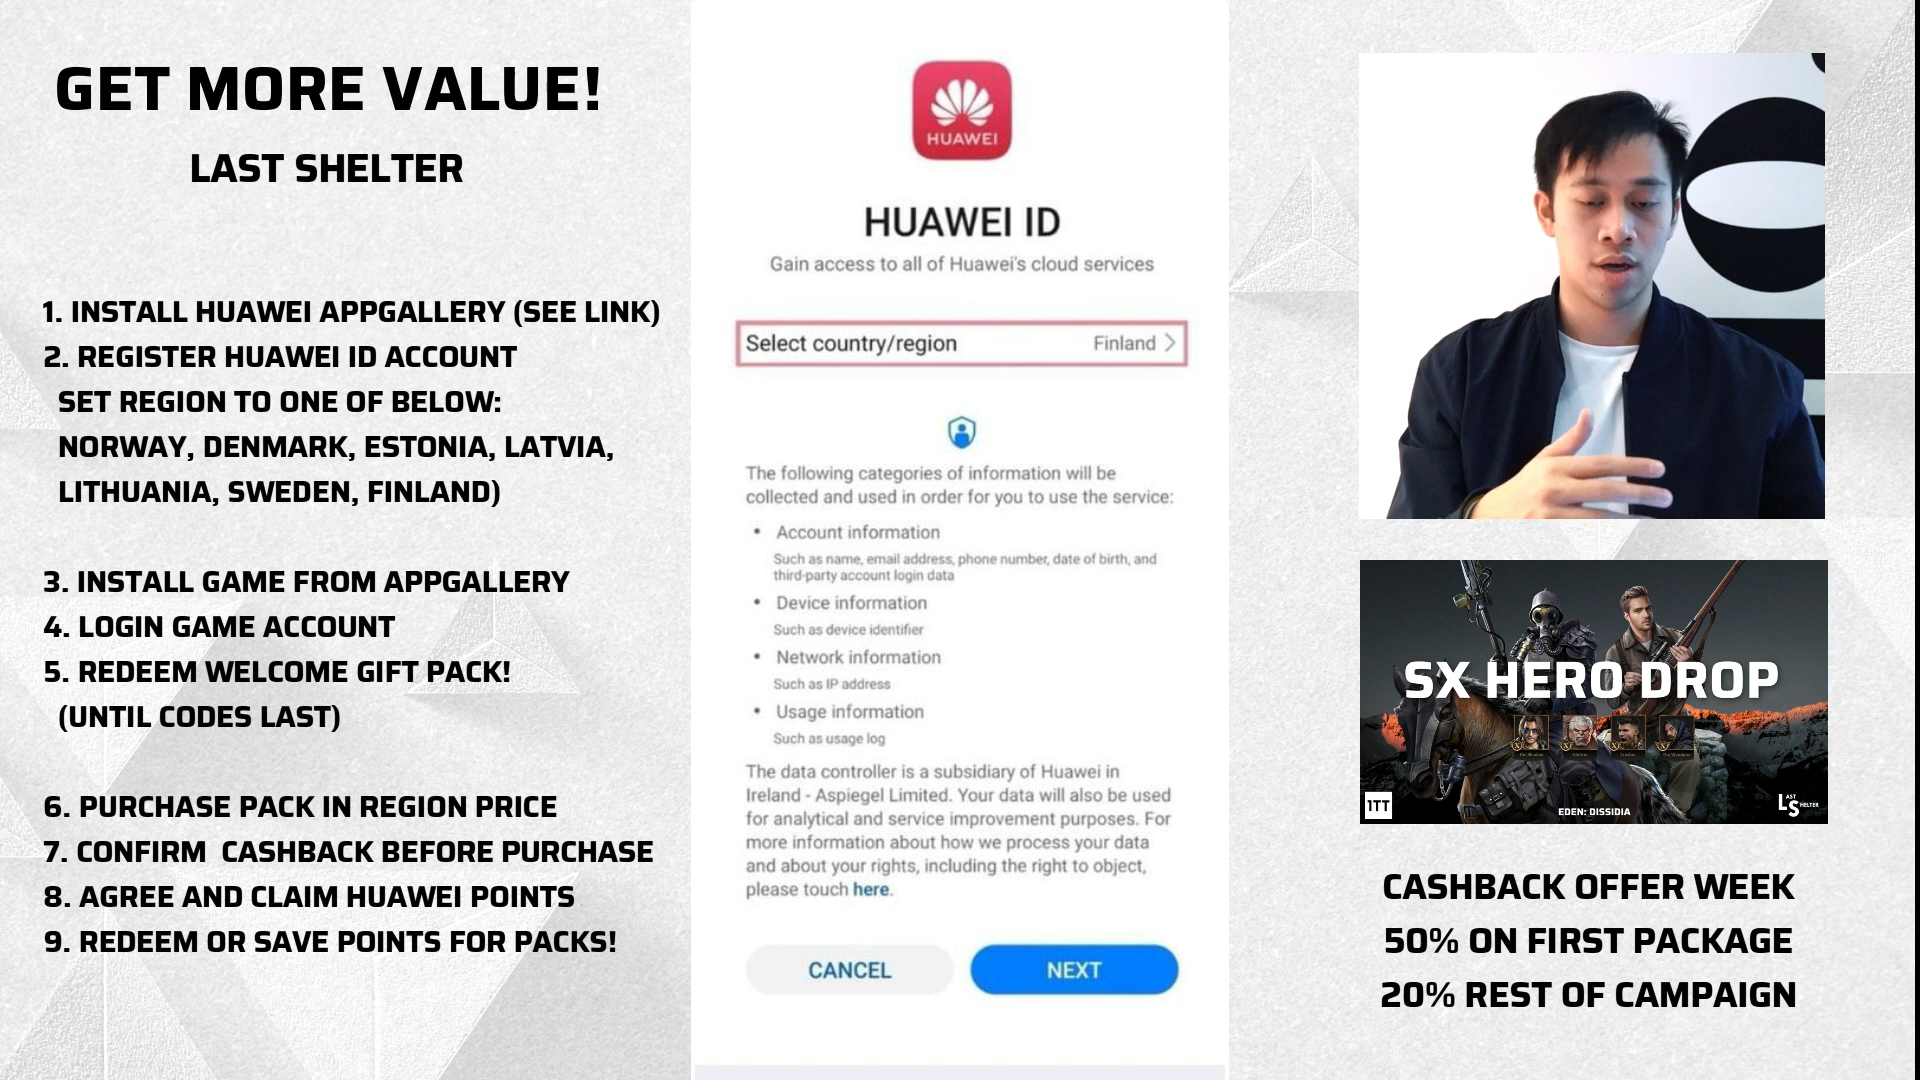 GET MORE VALUE!
LAST SHELTER
1. INSTALL HUAWEI APPGALLERY (SEE LINK)
2. REGISTER HUAWEI ID ACCOUNT
SET REGION TO ONE OF BELOW:
NORWAY, DENMARK, ESTONIA, LATVIA,
LITHUANIA, SWEDEN, FINLAND)
3. INSTALL GAME FROM APPGALLERY
4. LOGIN GAME ACCOUNT
5. REDEEM WELCOME GIFT PACK!
(UNTIL CODES LAST)
6. PURCHASE PACK IN REGION PRICE
7. CONFIRM  CASHBACK BEFORE PURCHASE
8. AGREE AND CLAIM HUAWEI POINTS
9. REDEEM OR SAVE POINTS FOR PACKS!
HUAWEI
HUAWEI ID
Gain access to all of Huawei's cloud services
Select country/region Finland
The following categories of information will be
collected and used in order for you to use the service:
• Account information
Such as name, email address, phone number, date of birth, and
third-party account login data
• Device information
Such as device identifier
• Network information
Such as IP address
• Usage information
Such as usage log
The data controller is a subsidiary of Huawei in
Ireland - Aspiegel Limited. Your data will also be used
for analytical and service improvement purposes. For
more information about how we process your data
and about your rights, including the right to object,
please touch here.
CANCEL NEXT
SX HERO DROP
1TT
EDEN: DISSIDIA
LAST SHELTER
CASHBACK OFFER WEEK
50% ON FIRST PACKAGE
20% REST OF CAMPAIGN